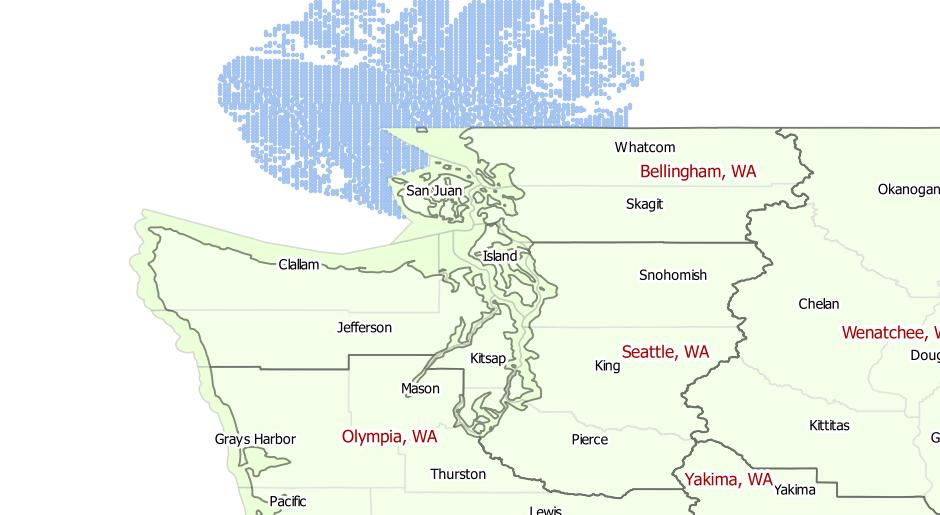 Whatcom
Bellingham, WA
San Juan
Okanogan
Skagit
Island
Clallam
Snohomish
Chelan
Jefferson
Wenatchee, W
Seattle, WA
Kitsap
King
Doug
Mason
Kittitas
Olympia, WA
Grays Harbor
Pierce
G
Thurston
Yakima, WA
Yakima
Pacific
Lewis